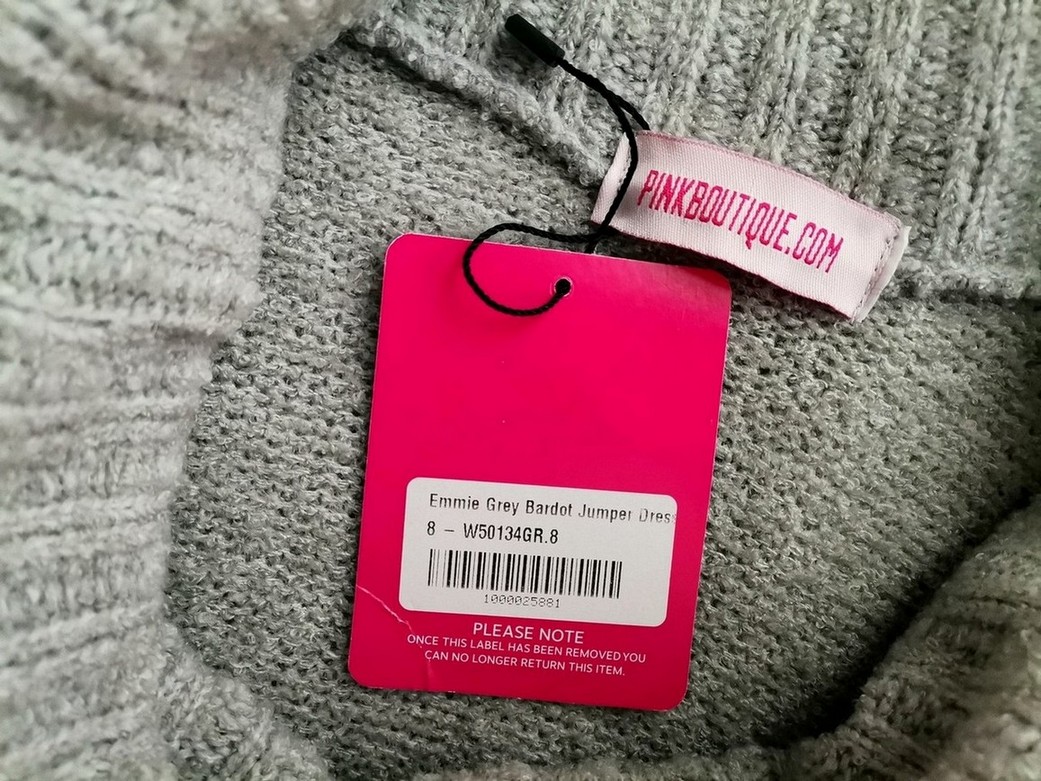 PINKBOUTIQUE.COM
Emmie Grey Bardot Jumper Dress
8 - W50134GR.8
1000025881
PLEASE NOTE
ONCE THIS LABEL HAS BEEN REMOVED YOU
CAN NO LONGER RETURN THIS ITEM.